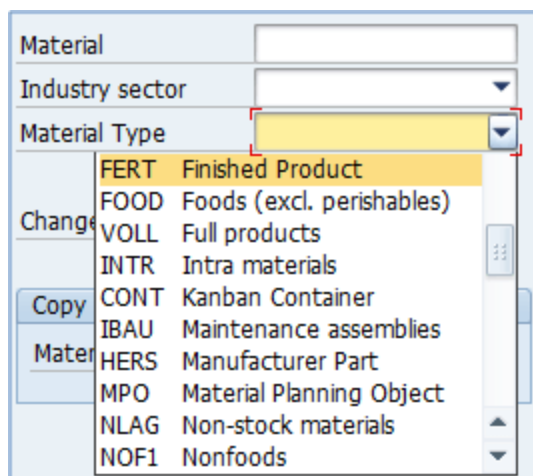 Material
Industry sector
Material Type
FERT Finished Product
FOOD Foods (excl. perishables)
Change
VOLL Full products
INTR Intra materials
Copy
CONT Kanban Container
IBAU Maintenance assemblies
Mater
HERS Manufacturer Part
MPO Material Planning Object
NLAG Non-stock materials
NOF1 Nonfoods